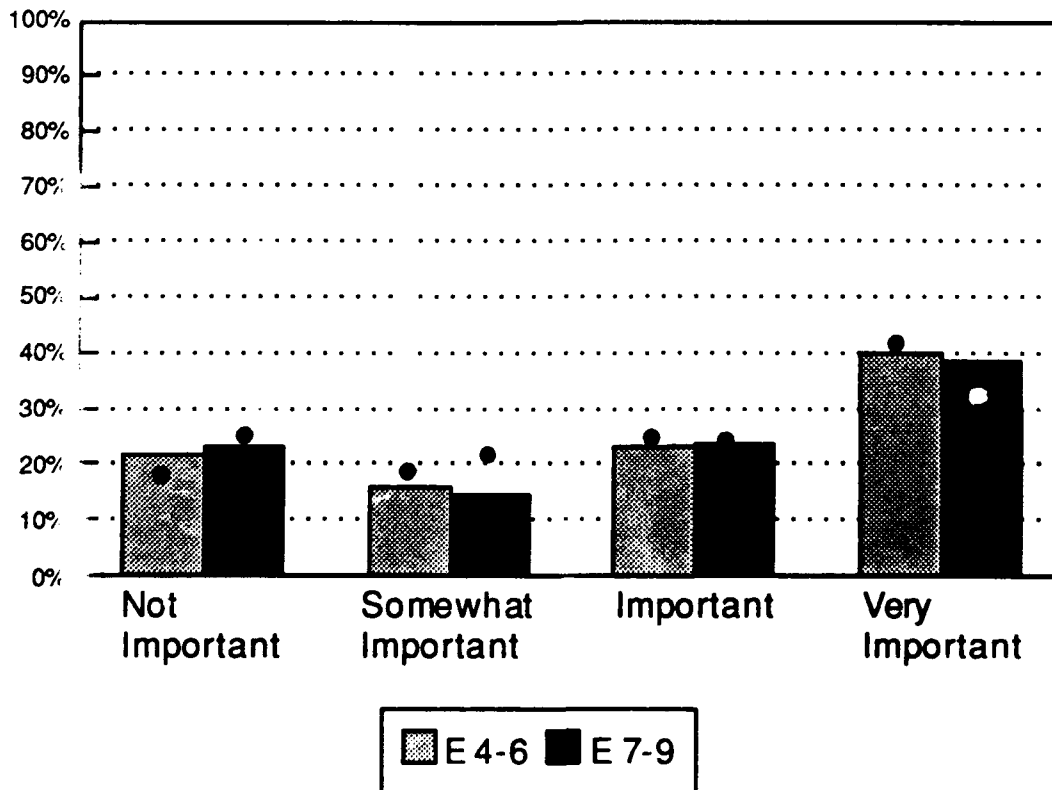 100%
90%
80%
70%
60%
50%
40%
30%
20%
10%
0%
Not Important
Somewhat Important
Important
Very Important
E 4-6 E 7-9